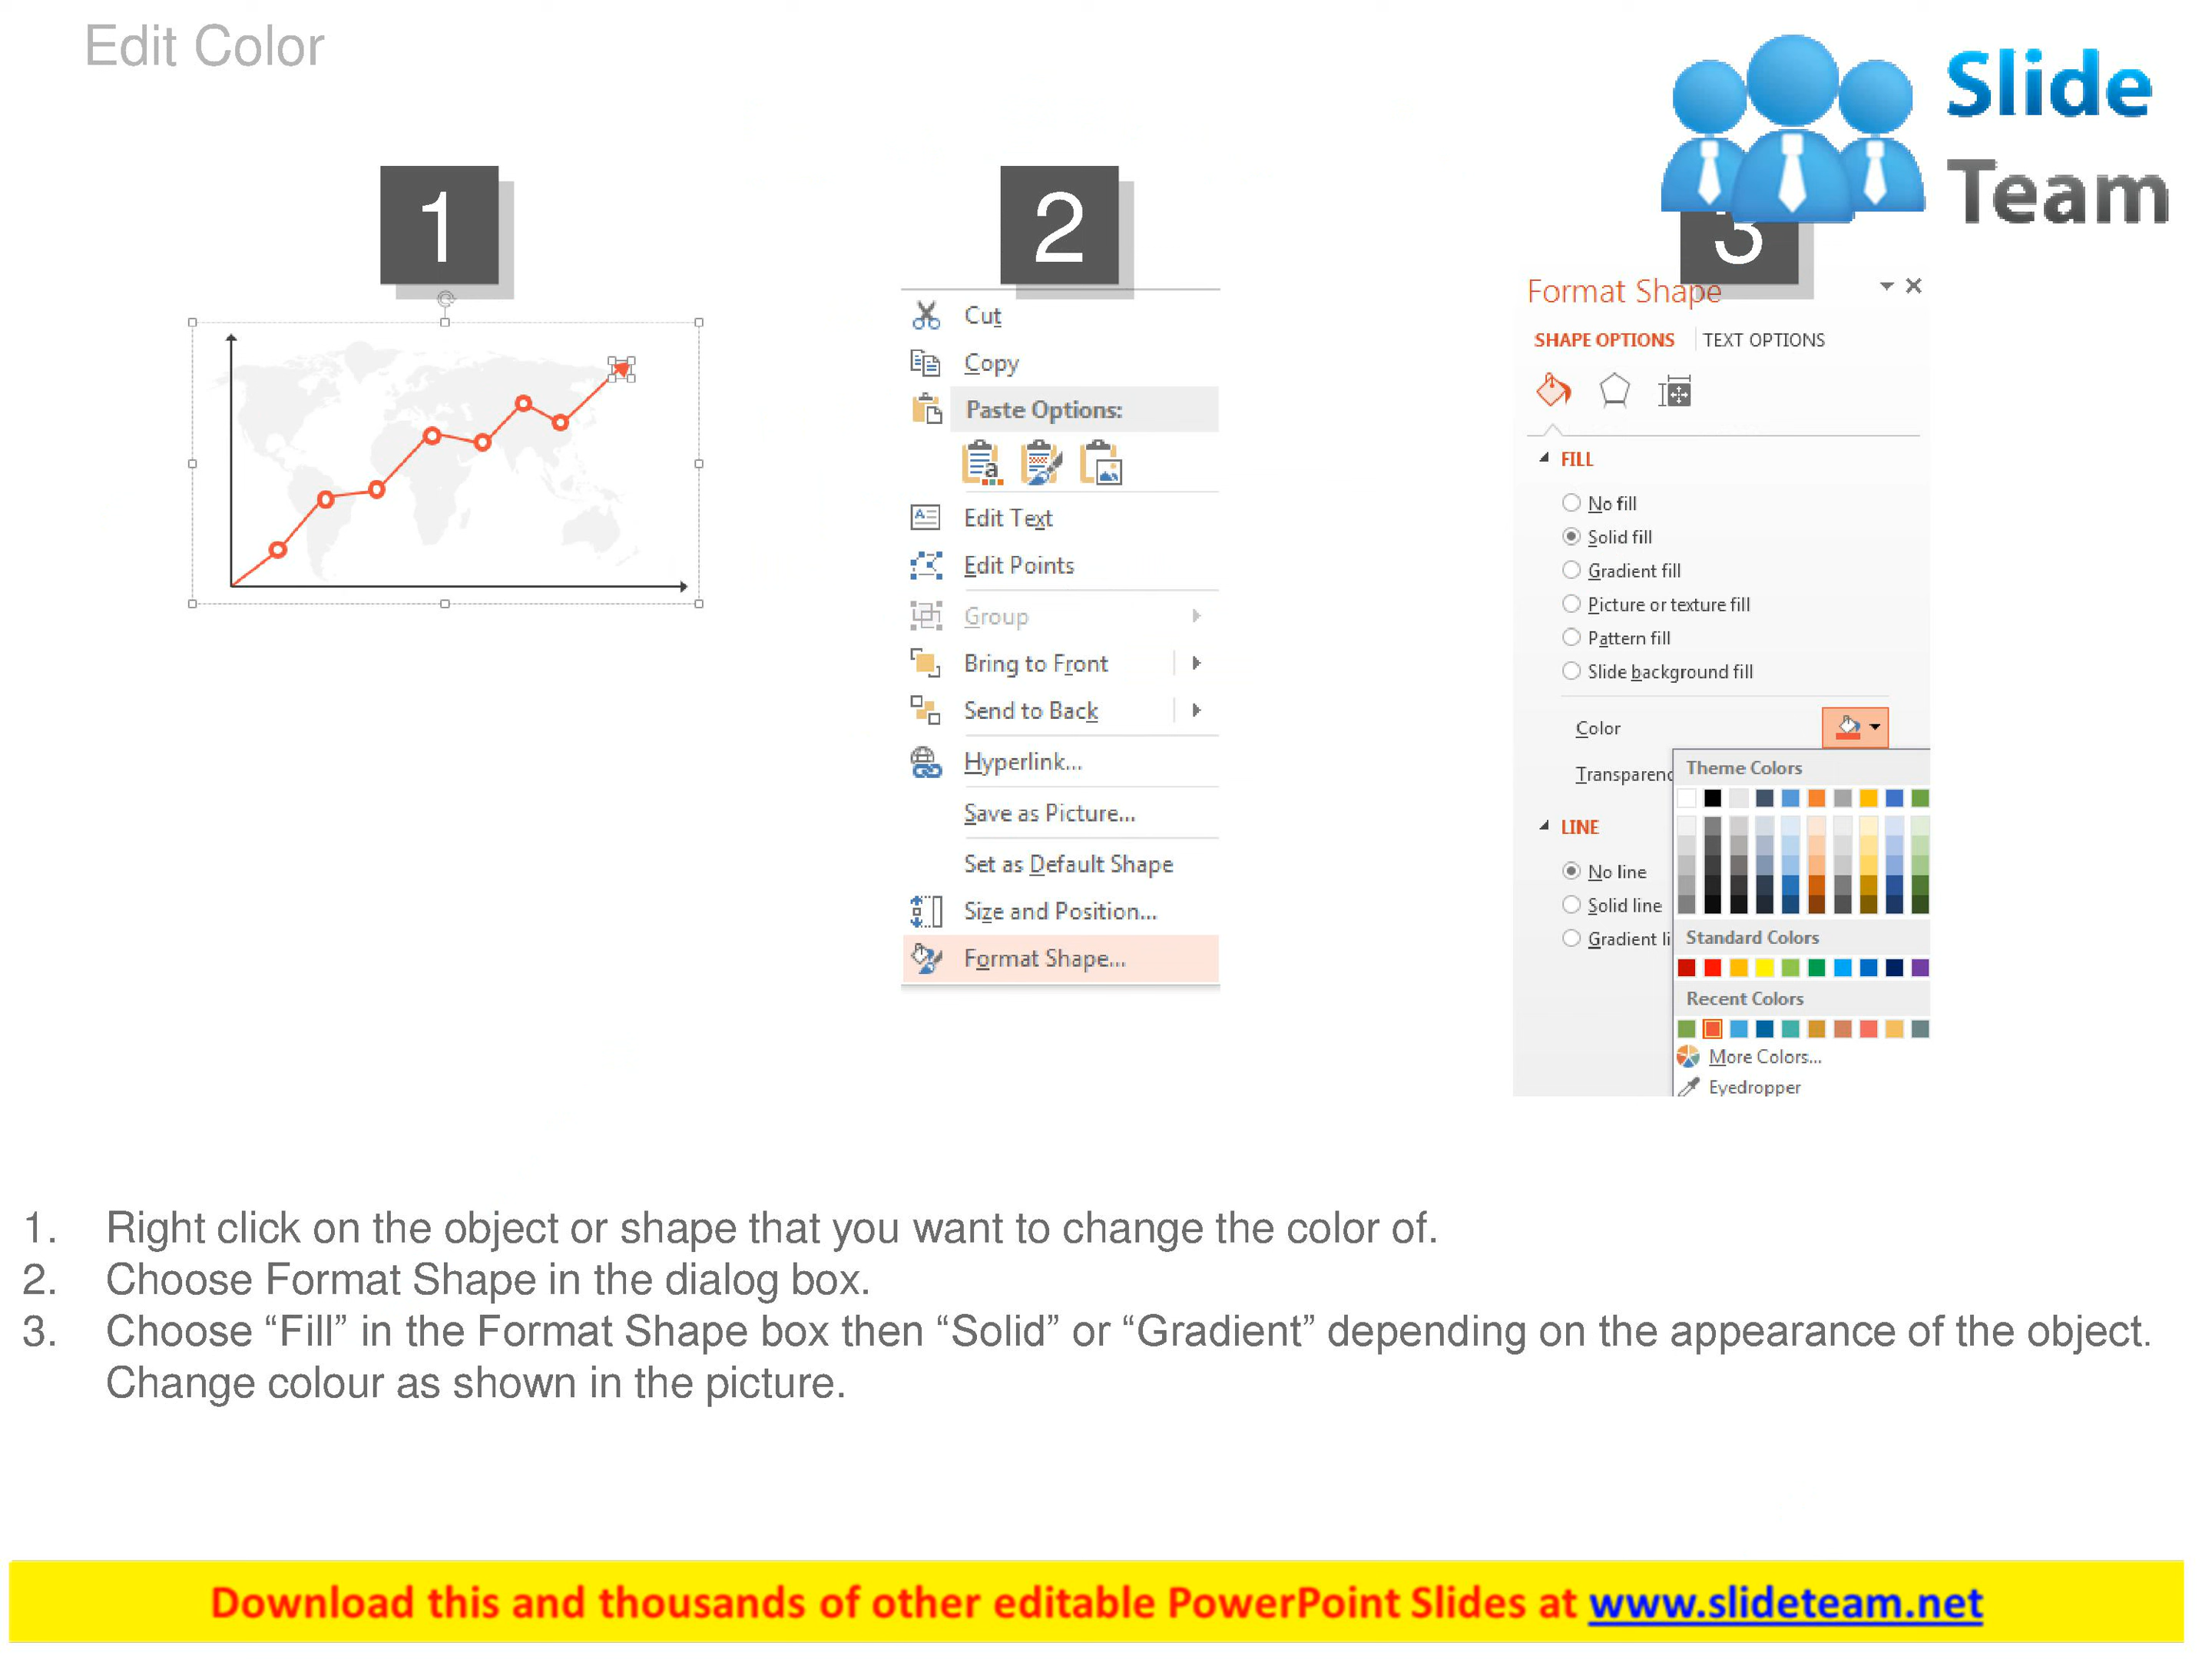 Edit Color
Slide
Team
1
2
3
Cut
Copy
Paste Options:
Edit Text
Edit Points
Group
Bring to Front
Send to Back
Hyperlink...
Save as Picture...
Set as Default Shape
Size and Position...
Format Shape...
Format Shape
SHAPE OPTIONS
TEXT OPTIONS
FILL
No fill
Solid fill
Gradient fill
Picture or texture fill
Pattern fill
Slide background fill
Color
Transparenc
Theme Colors
LINE
No line
Solid line
Gradient li
Standard Colors
Recent Colors
More Colors...
Eyedropper
1. Right click on the object or shape that you want to change the color of.
2. Choose Format Shape in the dialog box.
3. Choose “Fill” in the Format Shape box then “Solid” or “Gradient” depending on the appearance of the object.
Change colour as shown in the picture.
Download this and thousands of other editable PowerPoint Slides at www.slideteam.net